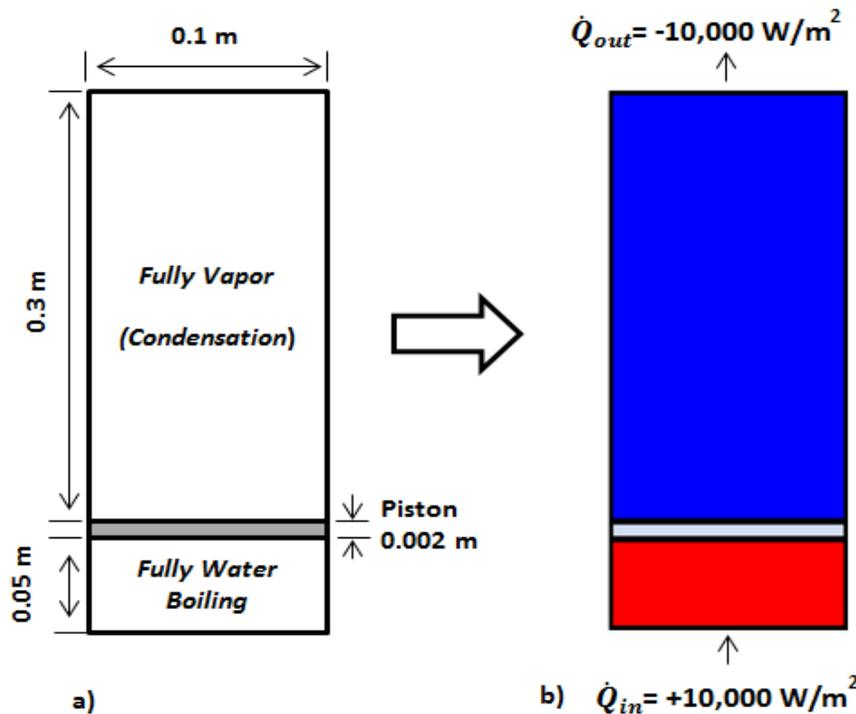 0.1 m
0.3 m
Fully Vapor
(Condensation)
Piston
0.002 m
0.05 m
Fully Water
Boiling
a)
Q̇out= -10,000 W/m²
b) Q̇in= +10,000 W/m²